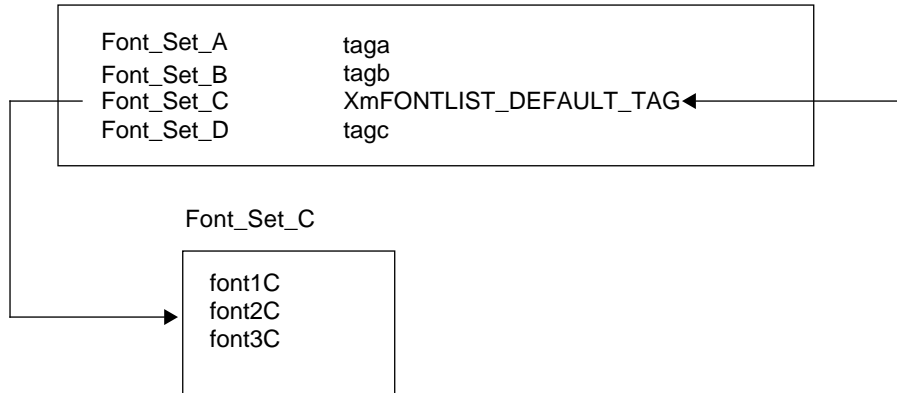 Font_Set_A taga
Font_Set_B tagb
Font_Set_C XmFONTLIST_DEFAULT_TAG
Font_Set_D tagc
Font_Set_C
font1C
font2C
font3C